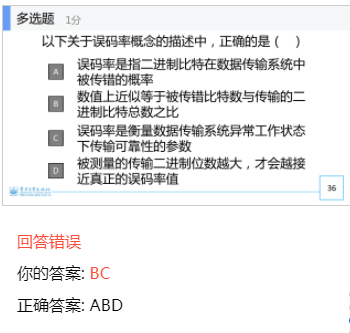 多选题 1分
以下关于误码率概念的描述中，正确的是（ ）
A 误码率是指二进制比特在数据传输系统中
被传错的概率
B 数值上近似等于被传错比特数与传输的二
进制比特总数之比
C 误码率是衡量数据传输系统异常工作状态
下传输可靠性的参数
D 被测量的传输二进制位数越大，才会越接
近真正的误码率值
36
回答错误
你的答案: BC
正确答案: ABD